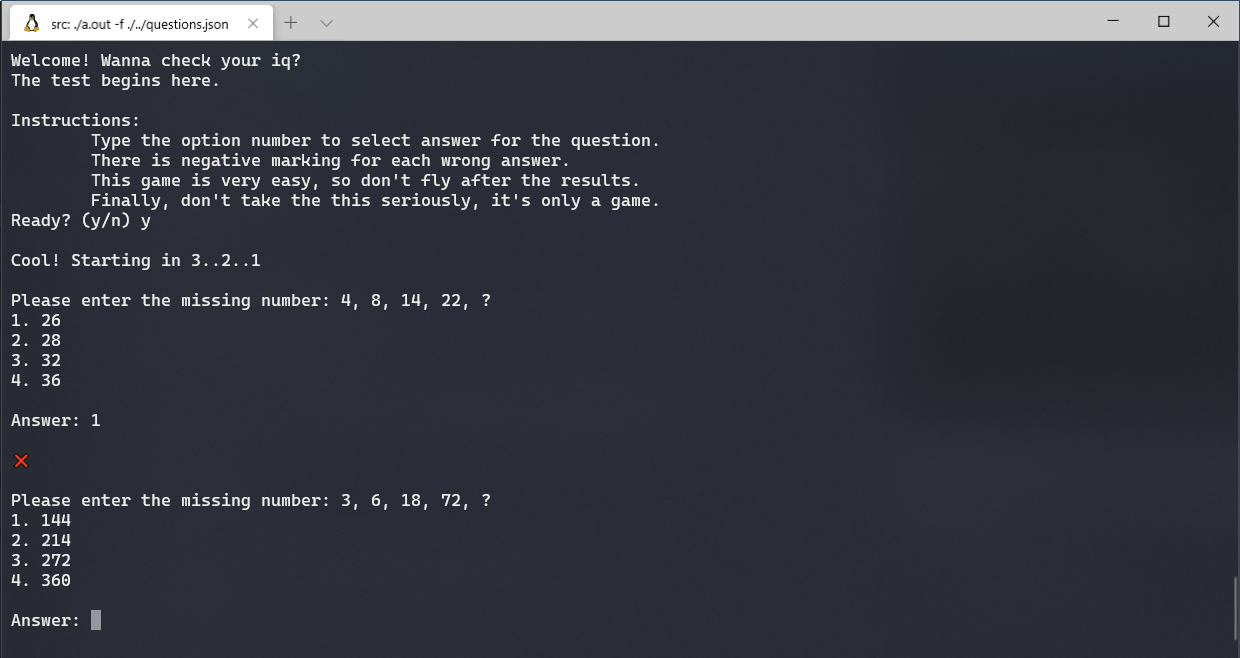 src: ./a.out -f ./../questions.json
Welcome! Wanna check your iq?
The test begins here.
Instructions:
Type the option number to select answer for the question.
There is negative marking for each wrong answer.
This game is very easy, so don't fly after the results.
Finally, don't take the this seriously, it's only a game.
Ready? (y/n) y
Cool! Starting in 3..2..1
Please enter the missing number: 4, 8, 14, 22, ?
1. 26
2. 28
3. 32
4. 36
Answer: 1
Please enter the missing number: 3, 6, 18, 72, ?
1. 144
2. 214
3. 272
4. 360
Answer: